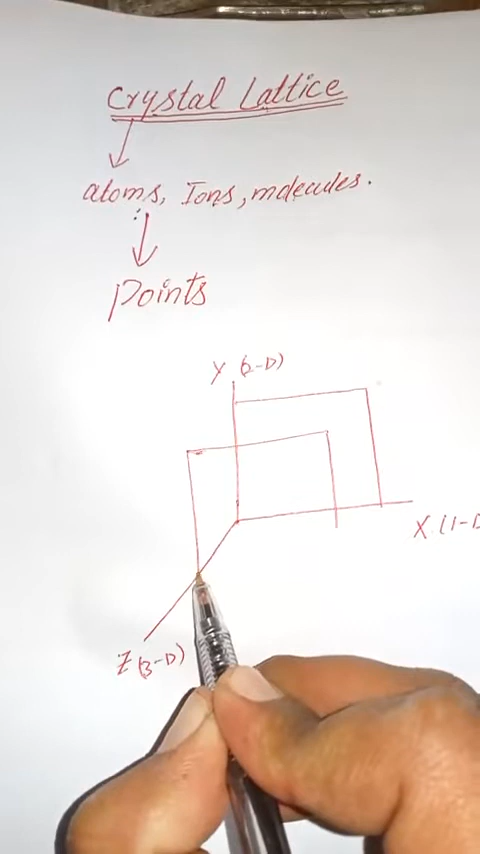 Crystal Lattice
atoms, Ions, molecules.
Points
Y (2-D)
X (1-D
Z (3-D)